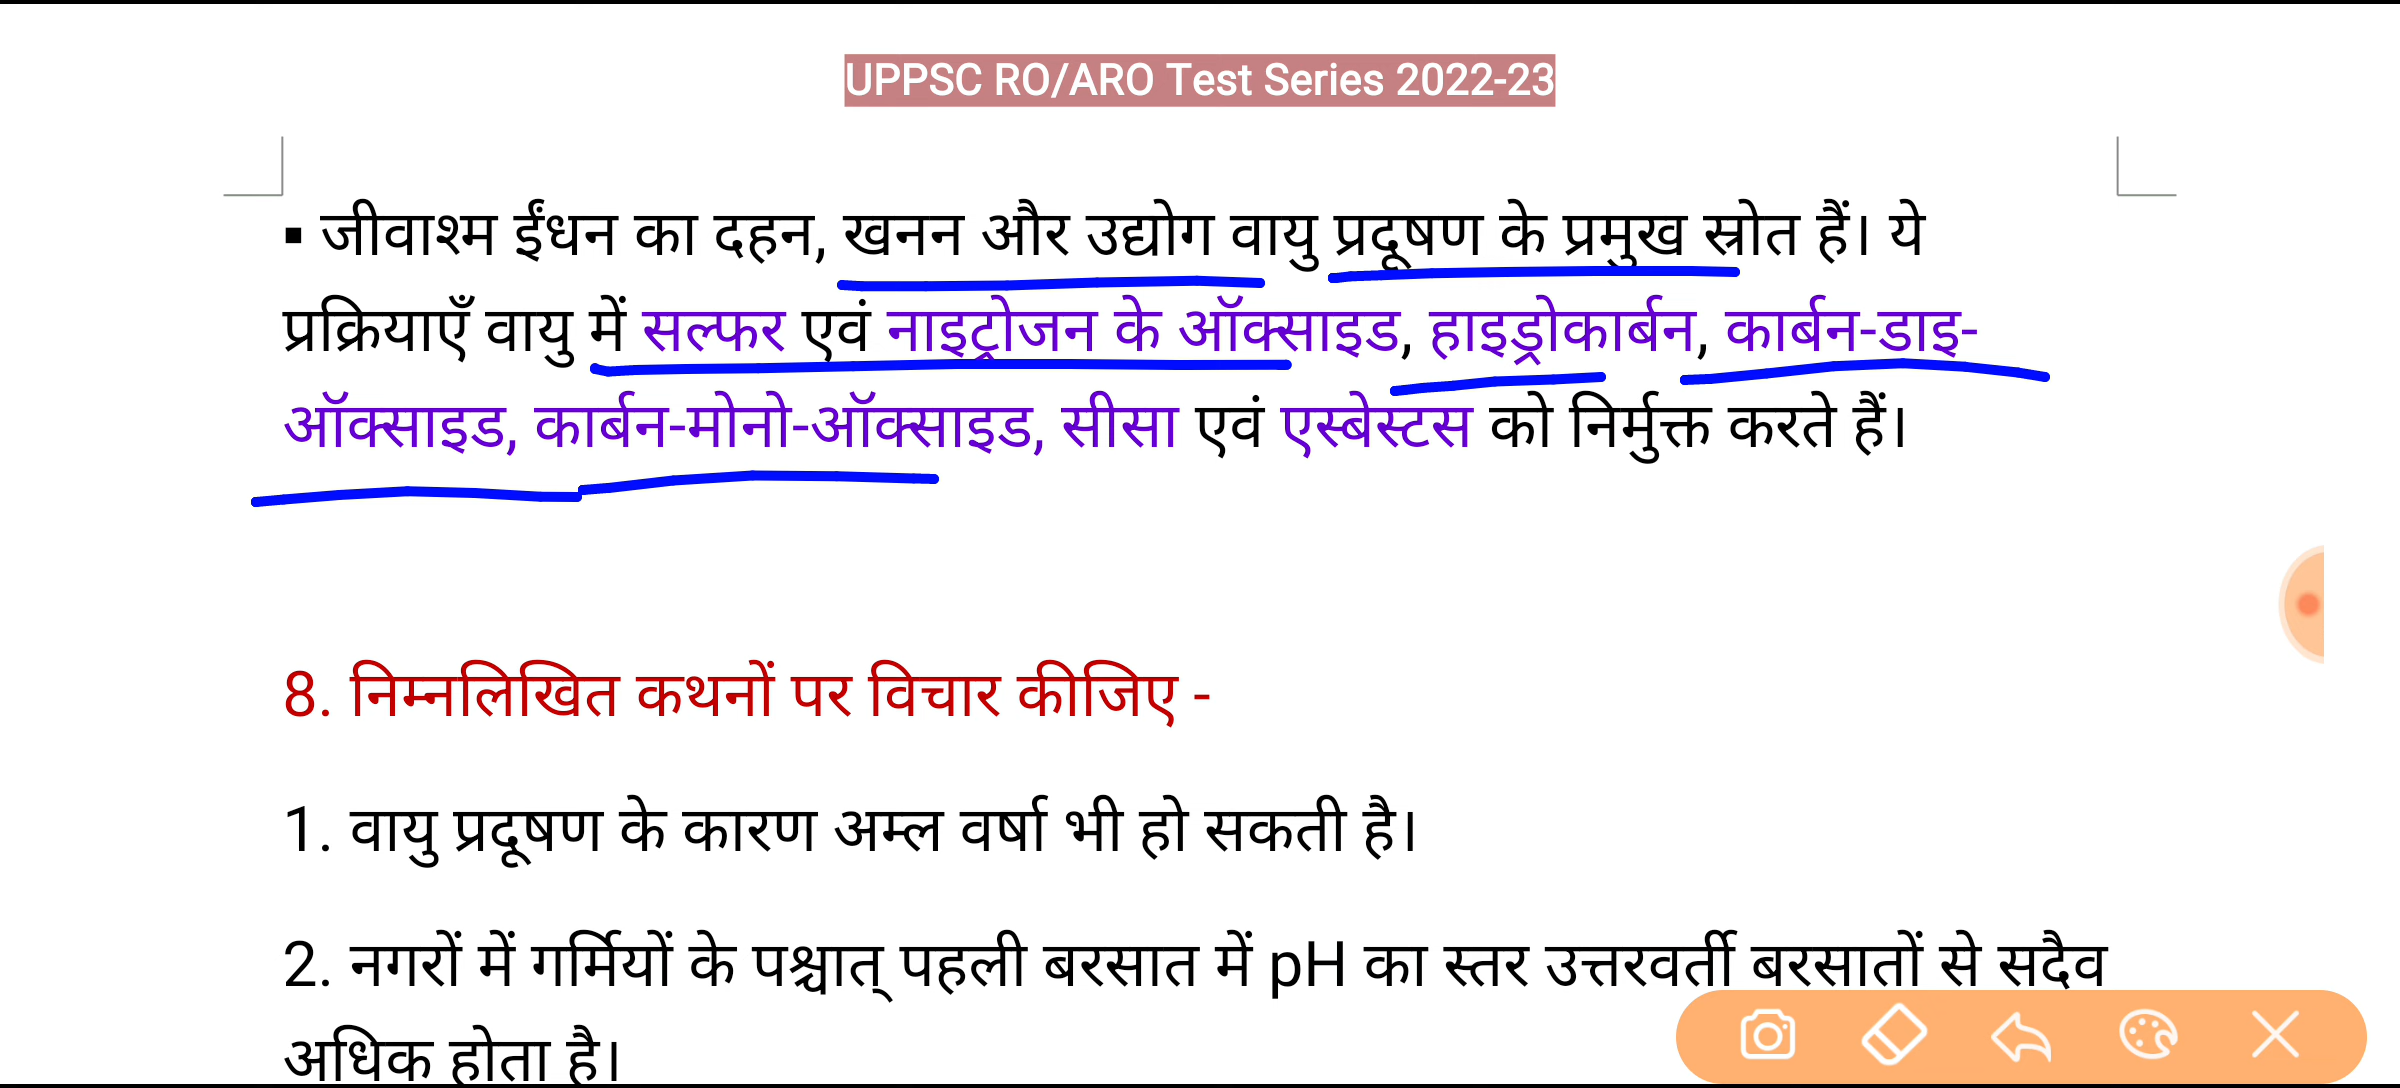 UPPSC RO/ARO Test Series 2022-23
▪ जीवाश्म ईंधन का दहन, खनन और उद्योग वायु प्रदूषण के प्रमुख स्रोत हैं। ये
प्रक्रियाएँ वायु में सल्फर एवं नाइट्रोजन के ऑक्साइड, हाइड्रोकार्बन, कार्बन-डाइ-
ऑक्साइड, कार्बन-मोनो-ऑक्साइड, सीसा एवं एस्बेस्टस को निर्मुक्त करते हैं।
8. निम्नलिखित कथनों पर विचार कीजिए -
1. वायु प्रदूषण के कारण अम्ल वर्षा भी हो सकती है।
2. नगरों में गर्मियों के पश्चात् पहली बरसात में pH का स्तर उत्तरवर्ती बरसातों से सदैव
अधिक होता है।